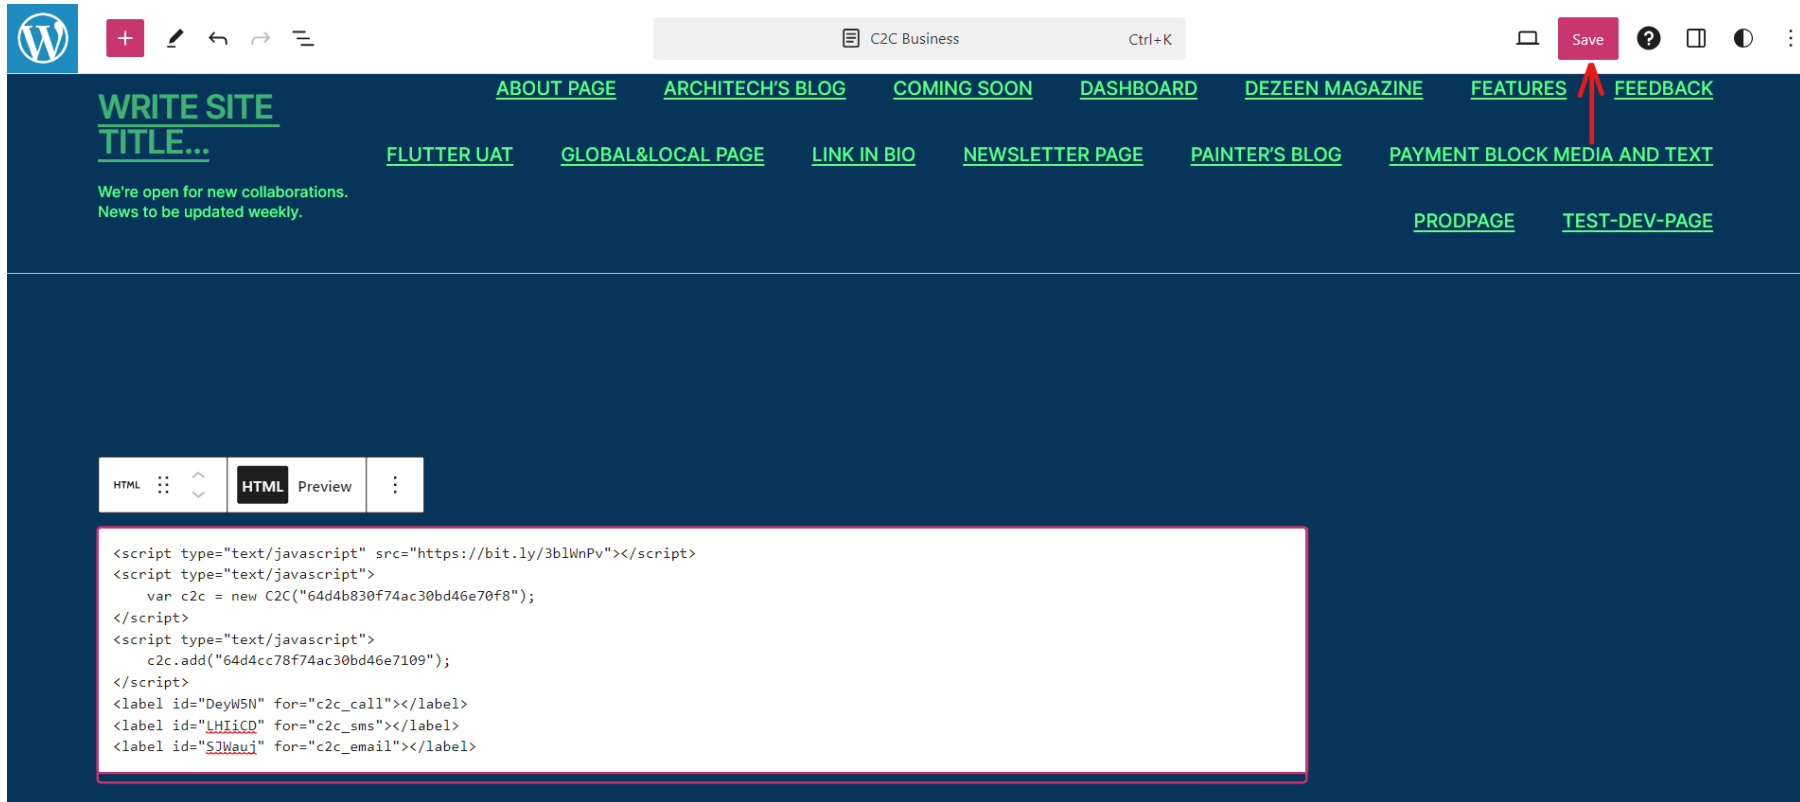 C2C Business Ctrl+K Save
WRITE SITE
TITLE...
We're open for new collaborations.
News to be updated weekly.
ABOUT PAGE ARCHITECH'S BLOG COMING SOON DASHBOARD DEZEEN MAGAZINE FEATURES FEEDBACK
FLUTTER UAT GLOBAL&LOCAL PAGE LINK IN BIO NEWSLETTER PAGE PAINTER'S BLOG PAYMENT BLOCK MEDIA AND TEXT
PRODPAGE TEST-DEV-PAGE
HTML HTML Preview
<script type="text/javascript" src="https://bit.ly/3blWnPv"></script>
<script type="text/javascript">
    var c2c = new C2C("64d4b830f74ac30bd46e70f8");
</script>
<script type="text/javascript">
    c2c.add("64d4cc78f74ac30bd46e7109");
</script>
<label id="DeyW5N" for="c2c_call"></label>
<label id="LHIiCD" for="c2c_sms"></label>
<label id="SJWauj" for="c2c_email"></label>